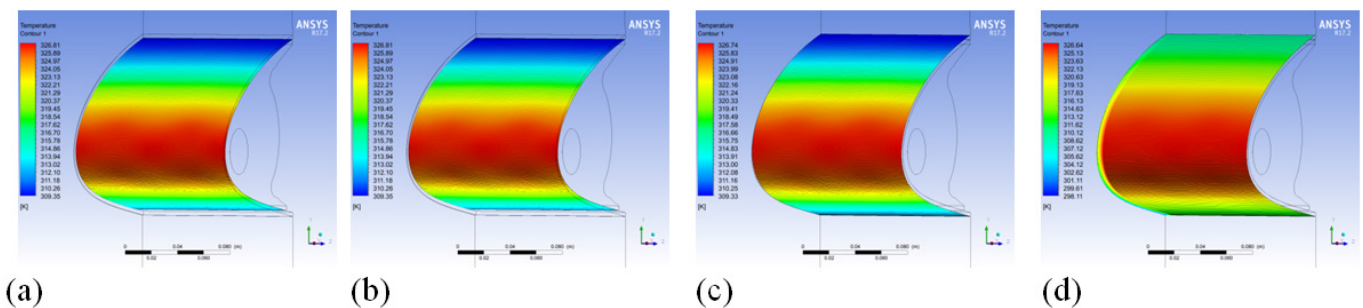 Temperature
Contour 1
326.81
325.89
324.97
324.05
323.13
322.21
321.29
320.37
319.45
318.54
317.62
316.70
315.78
314.86
313.94
313.02
312.10
311.18
310.26
309.35
[K]
ANSYS
R17.2
0
0.04
0.080 (m)
0.02
0.060
Y
Z
(a)
Temperature
Contour 1
326.81
325.89
324.97
324.05
323.13
322.21
321.29
320.37
319.45
318.54
317.62
316.70
315.78
314.86
313.94
313.02
312.10
311.18
310.26
309.35
[K]
ANSYS
R17.2
0
0.04
0.080 (m)
0.02
0.060
Y
Z
(b)
Temperature
Contour 1
326.74
325.83
324.91
323.99
323.08
322.16
321.24
320.33
319.41
318.49
317.58
316.66
315.75
314.83
313.91
313.00
312.08
311.16
310.25
309.33
[K]
ANSYS
R17.2
0
0.04
0.080 (m)
0.02
0.060
Y
Z
(c)
Temperature
Contour 1
326.64
325.13
323.63
322.13
320.63
319.13
317.63
316.13
314.63
313.12
311.62
310.12
308.62
307.12
305.62
304.12
302.62
301.11
299.61
298.11
[K]
ANSYS
R17.2
0
0.04
0.080 (m)
0.02
0.060
Y
Z
(d)